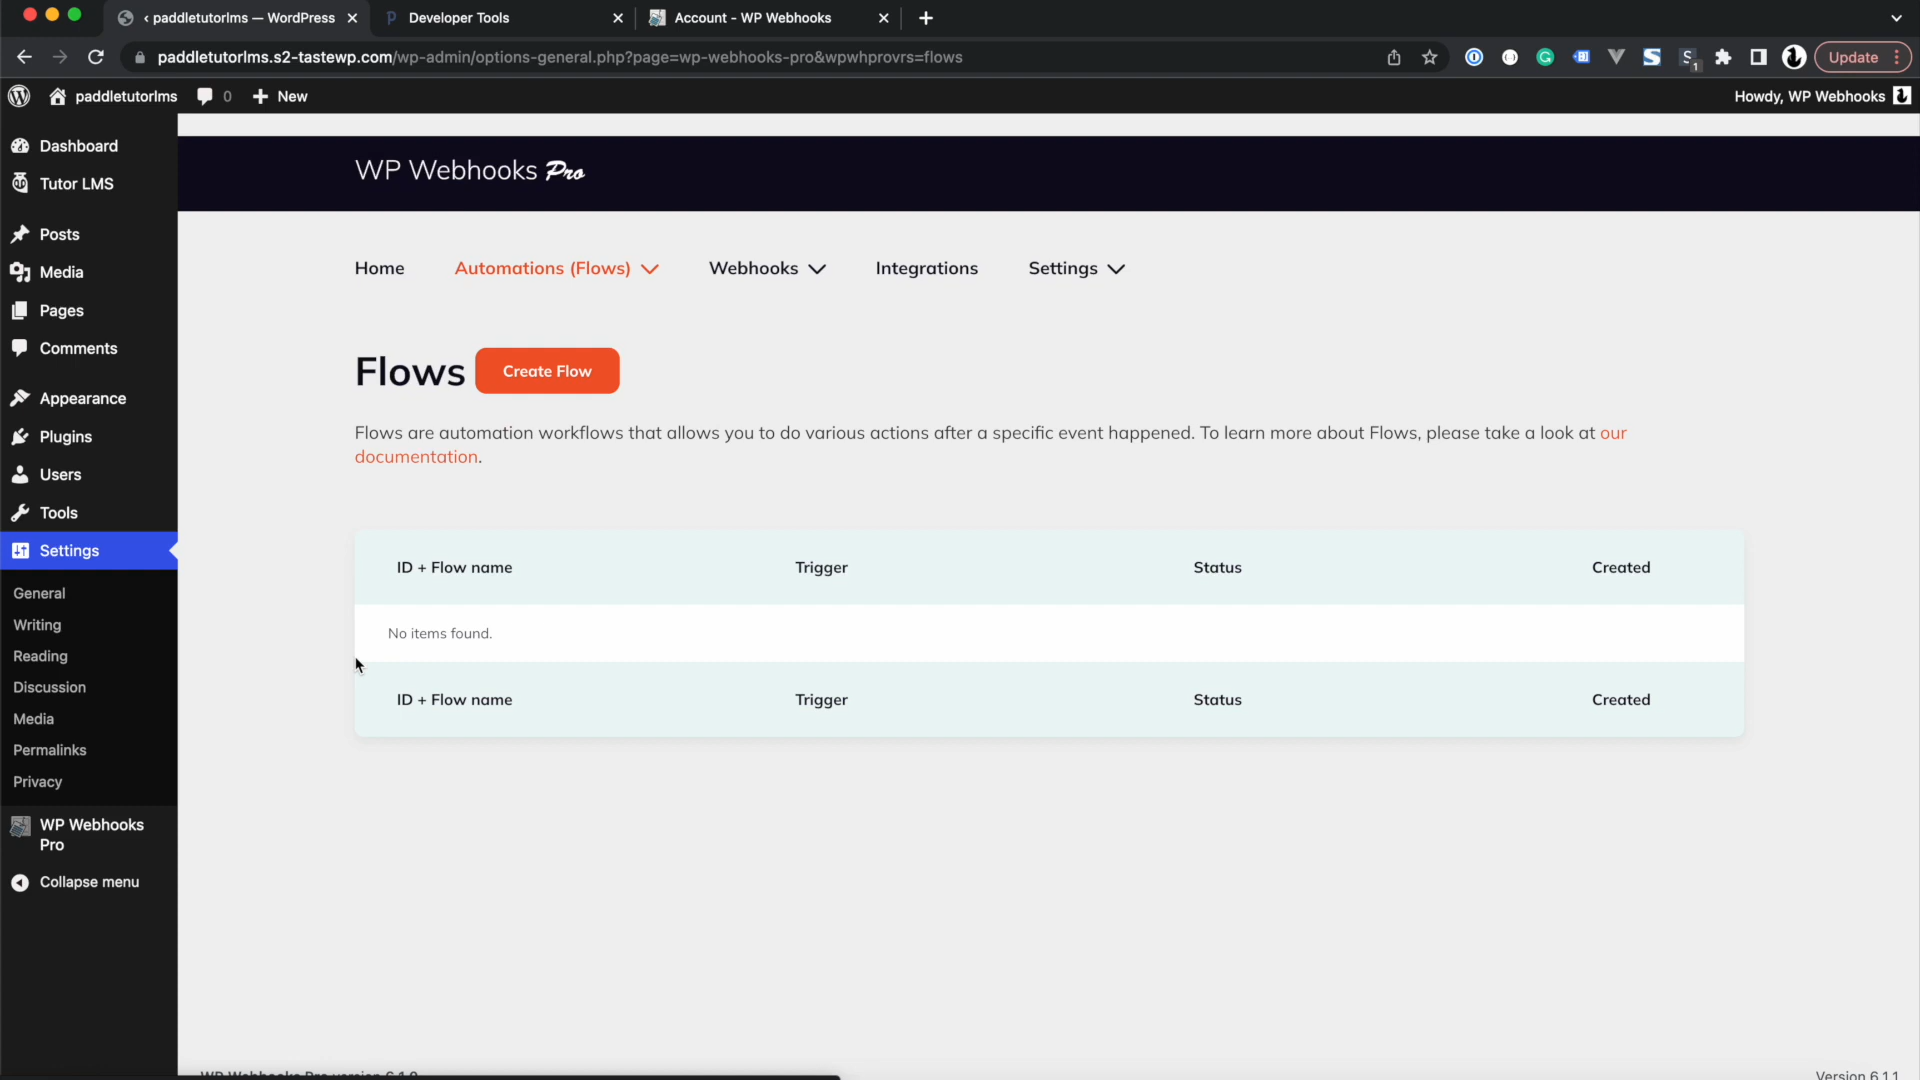 ‹ paddletutorlms — WordPress
Developer Tools
Account - WP Webhooks
paddletutorlms.s2-tastewp.com/wp-admin/options-general.php?page=wp-webhooks-pro&wpwhprovrs=flows
Update
paddletutorlms
0
New
Howdy, WP Webhooks
Dashboard
Tutor LMS
Posts
Media
Pages
Comments
Appearance
Plugins
Users
Tools
Settings
General
Writing
Reading
Discussion
Media
Permalinks
Privacy
WP Webhooks
Pro
Collapse menu
WP Webhooks Pro
Home Automations (Flows) Webhooks Integrations Settings
Flows Create Flow
Flows are automation workflows that allows you to do various actions after a specific event happened. To learn more about Flows, please take a look at our
documentation.
ID + Flow name Trigger Status Created
No items found.
ID + Flow name Trigger Status Created
WP Webhooks Pro version 6.1.0
Version 6.1.1